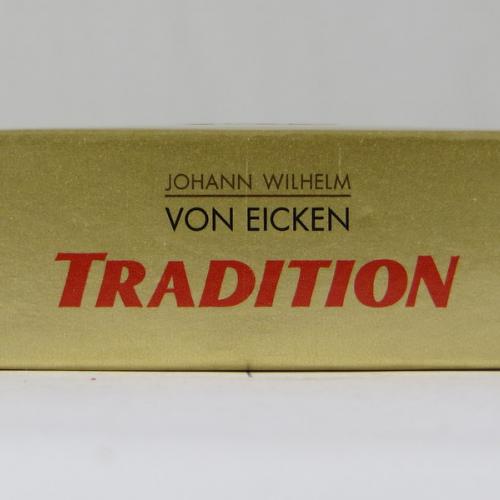 JOHANN WILHELM
VON EICKEN
TRADITION